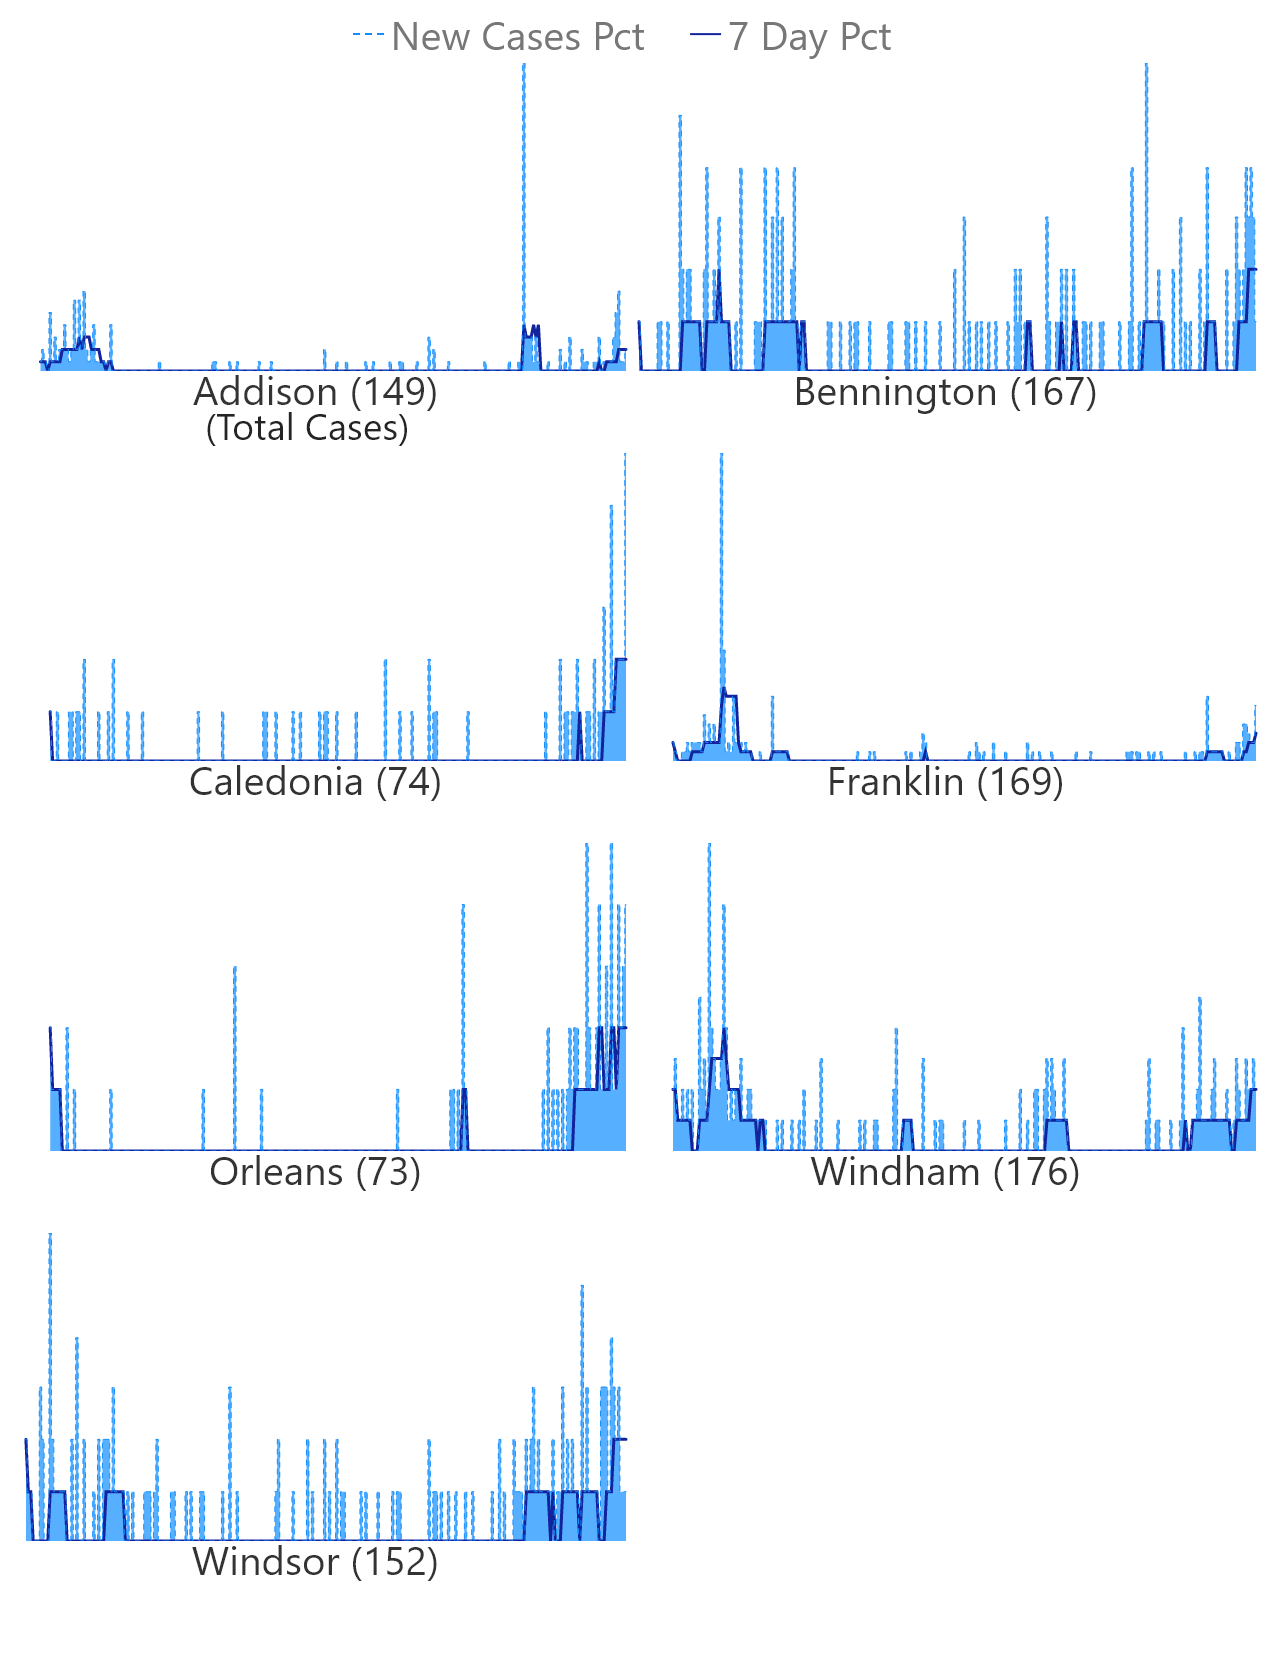 New Cases Pct 7 Day Pct
Addison (149) Bennington (167)
(Total Cases)
Caledonia (74) Franklin (169)
Orleans (73) Windham (176)
Windsor (152)